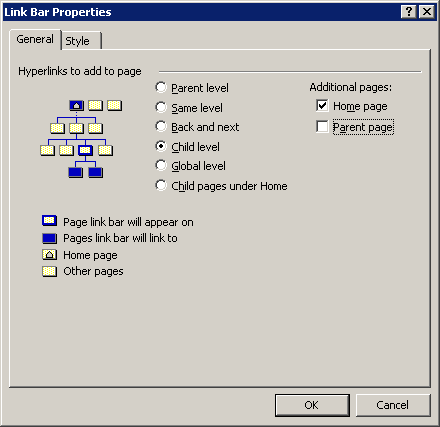 Link Bar Properties
General
Style
Hyperlinks to add to page
Parent level
Same level
Back and next
Child level
Global level
Child pages under Home
Additional pages:
Home page
Parent page
Page link bar will appear on
Pages link bar will link to
Home page
Other pages
OK
Cancel